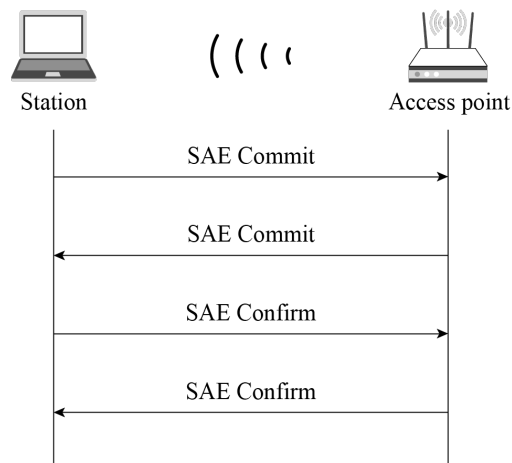 Station
Access point
SAE Commit
SAE Commit
SAE Confirm
SAE Confirm